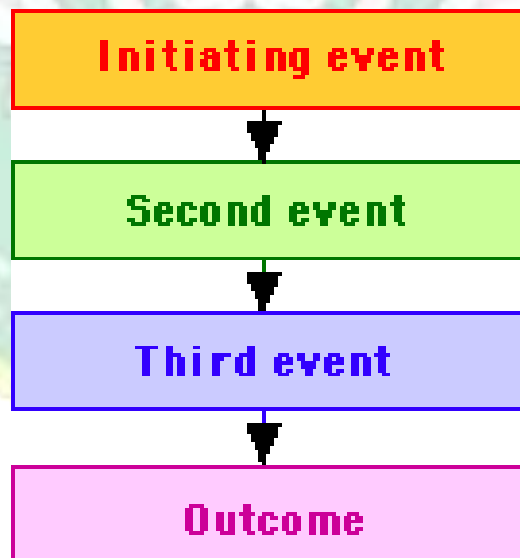 Initiating event
Second event
Third event
Outcome